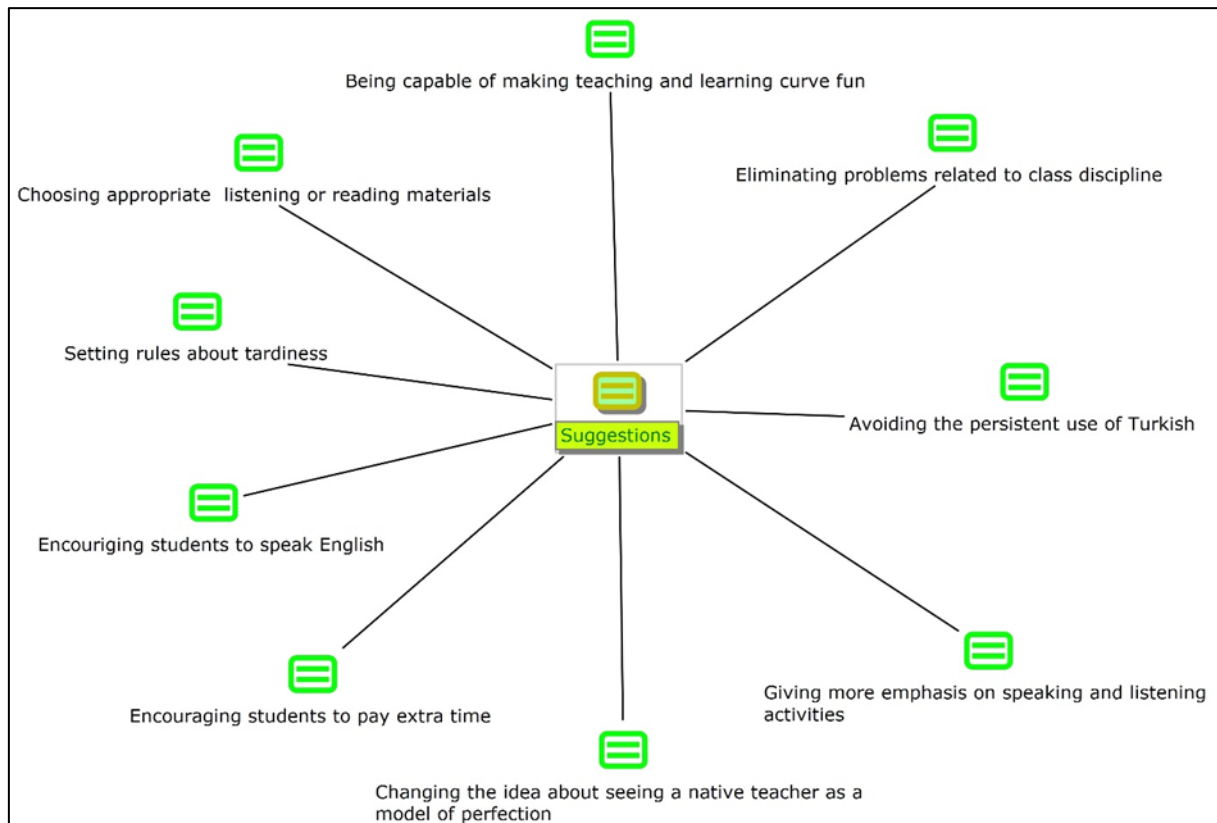 Being capable of making teaching and learning curve fun
Eliminating problems related to class discipline
Choosing appropriate listening or reading materials
Setting rules about tardiness
Avoiding the persistent use of Turkish
Suggestions
Encouriging students to speak English
Giving more emphasis on speaking and listening
activities
Encouraging students to pay extra time
Changing the idea about seeing a native teacher as a
model of perfection